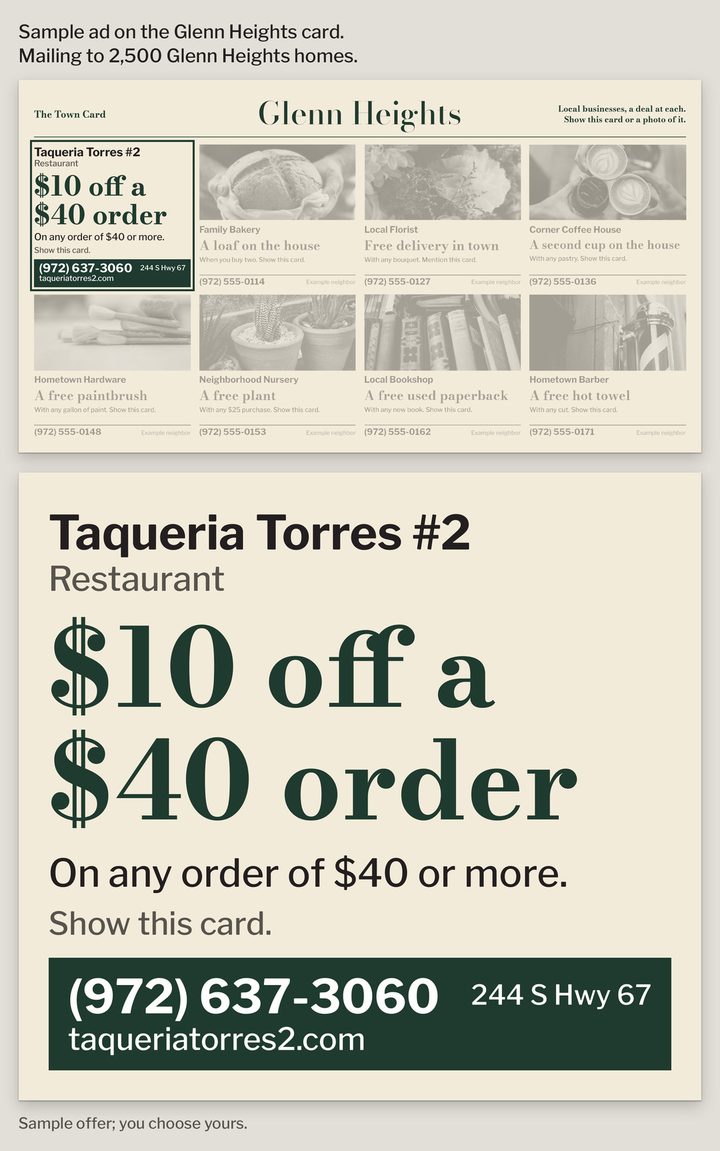 Sample ad on the Glenn Heights card.
Mailing to 2,500 Glenn Heights homes.
The Town Card
Glenn Heights
Local businesses, a deal at each.
Show this card or a photo of it.
Taqueria Torres #2
Restaurant
$10 off a
$40 order
On any order of $40 or more.
Show this card.
(972) 637-3060 244 S Hwy 67
taqueriatorres2.com
Family Bakery
A loaf on the house
When you buy two. Show this card.
(972) 555-0114 Example neighbor
Local Florist
Free delivery in town
With any bouquet. Mention this card.
(972) 555-0127 Example neighbor
Corner Coffee House
A second cup on the house
With any pastry. Show this card.
(972) 555-0136 Example neighbor
Hometown Hardware
A free paintbrush
With any gallon of paint. Show this card.
(972) 555-0148 Example neighbor
Neighborhood Nursery
A free plant
With any $25 purchase. Show this card.
(972) 555-0153 Example neighbor
Local Bookshop
A free used paperback
With any new book. Show this card.
(972) 555-0162 Example neighbor
Hometown Barber
A free hot towel
With any cut. Show this card.
(972) 555-0171 Example neighbor
Taqueria Torres #2
Restaurant
$10 off a
$40 order
On any order of $40 or more.
Show this card.
(972) 637-3060 244 S Hwy 67
taqueriatorres2.com
Sample offer; you choose yours.